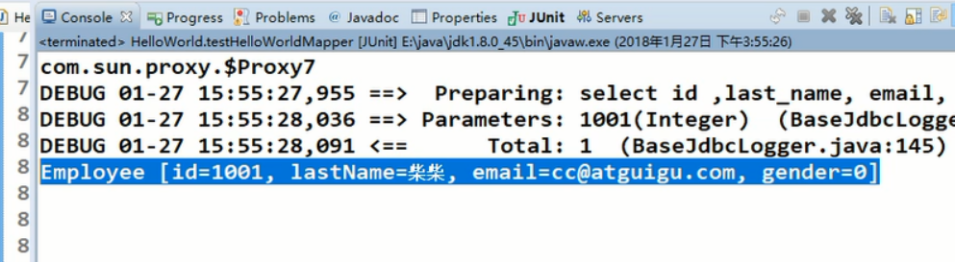 He Console Progress Problems @ Javadoc Properties JUnit Servers
<terminated> HelloWorld.testHelloWorldMapper [JUnit] E:\java\jdk1.8.0_45\bin\javaw.exe (2018年1月27日 下午3:55:26)
7 com.sun.proxy.$Proxy7
7 DEBUG 01-27 15:55:27,955 ==>  Preparing: select id ,last_name, email,
8 DEBUG 01-27 15:55:28,036 ==> Parameters: 1001(Integer)  (BaseJdbcLogge
8 DEBUG 01-27 15:55:28,091 <==      Total: 1  (BaseJdbcLogger.java:145)
8 Employee [id=1001, lastName=柴柴, email=cc@atguigu.com, gender=0]
8
8
8